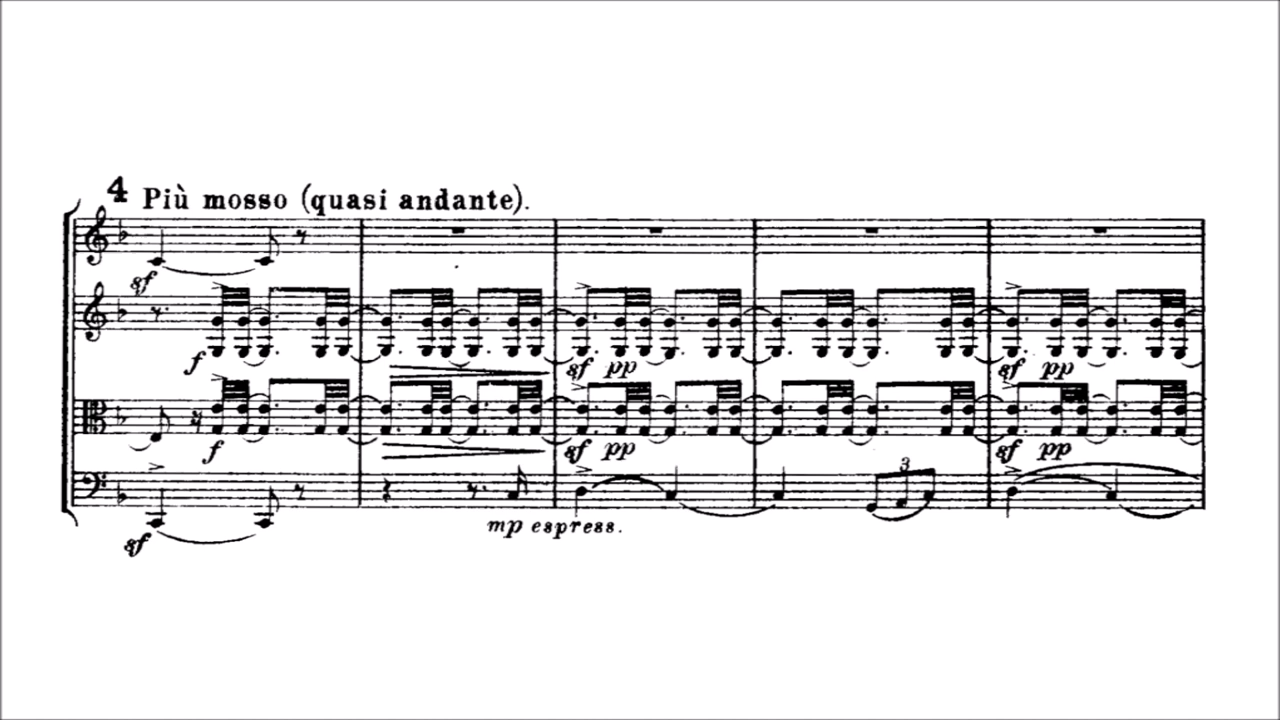 4 Più mosso (quasi andante).
sf
f
sf pp
sf pp
f
sf pp
sf pp
3
mp espress.
sf